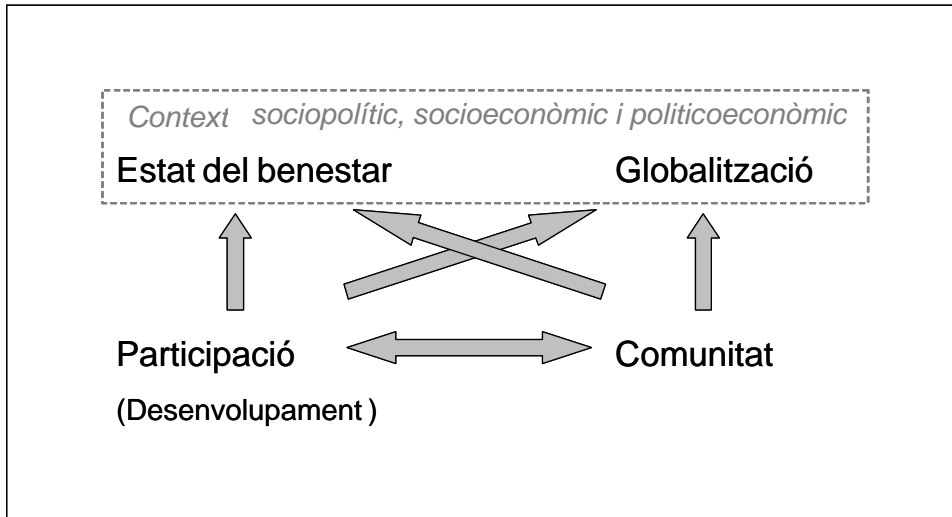 Context sociopolític, socioeconòmic i politicoeconòmic
Estat del benestar Globalització
Participació Comunitat
(Desenvolupament )